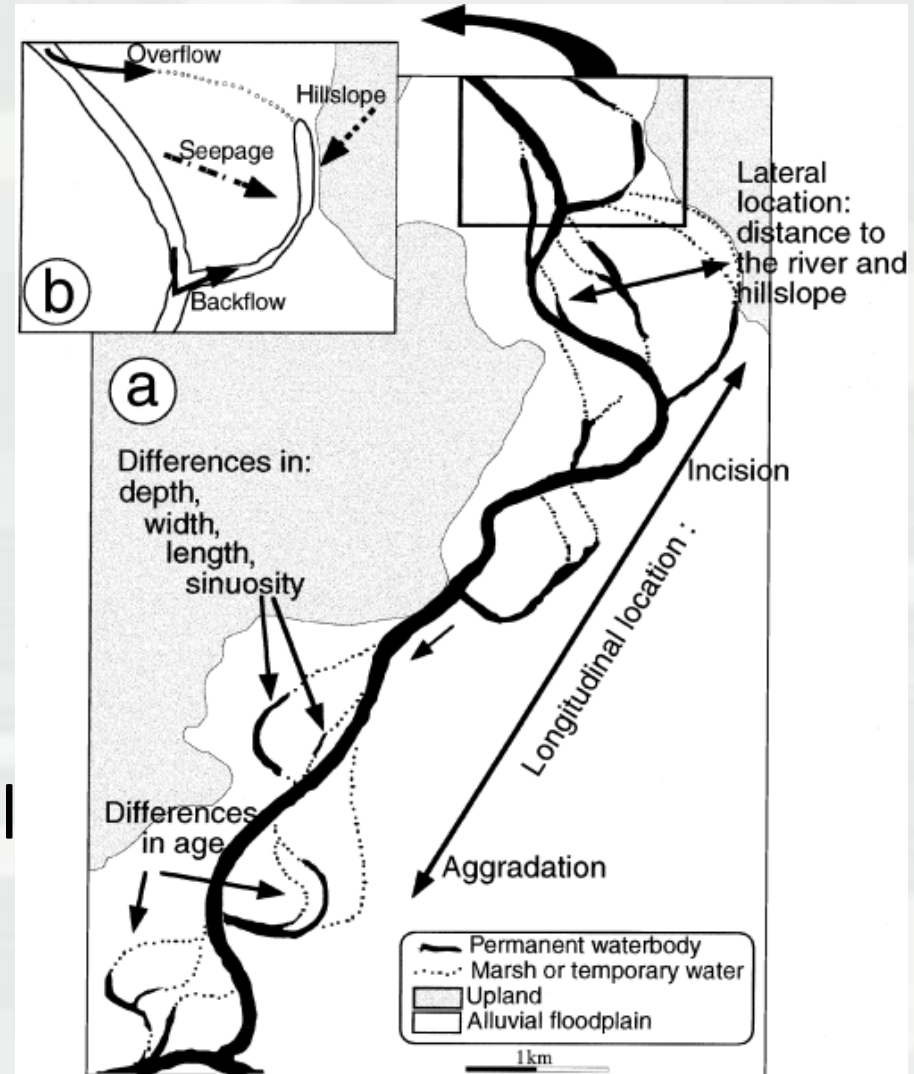 Overflow
Hillslope
Seepage
b
Backflow
Lateral
location:
distance to
the river and
hillslope
a
Differences in:
depth,
width,
length,
sinuosity
Incision
Longitudinal location :
Differences
in age
Aggradation
Permanent waterbody
Marsh or temporary water
Upland
Alluvial floodplain
1km